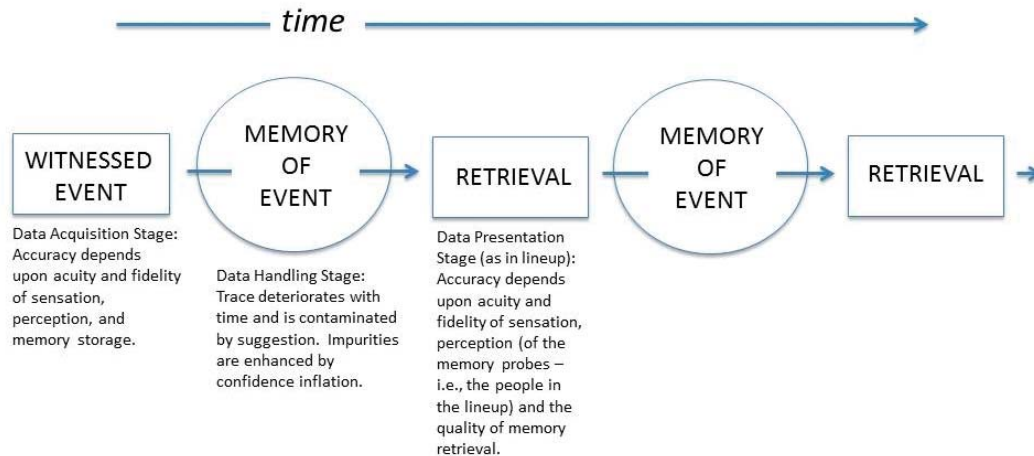 time
WITNESSED
EVENT
Data Acquisition Stage:
Accuracy depends
upon acuity and fidelity
of sensation,
perception, and
memory storage.
MEMORY
OF
EVENT
Data Handling Stage:
Trace deteriorates with
time and is contaminated
by suggestion. Impurities
are enhanced by
confidence inflation.
RETRIEVAL
Data Presentation
Stage (as in lineup):
Accuracy depends
upon acuity and
fidelity of sensation,
perception (of the
memory probes –
i.e., the people in
the lineup) and the
quality of memory
retrieval.
MEMORY
OF
EVENT
RETRIEVAL